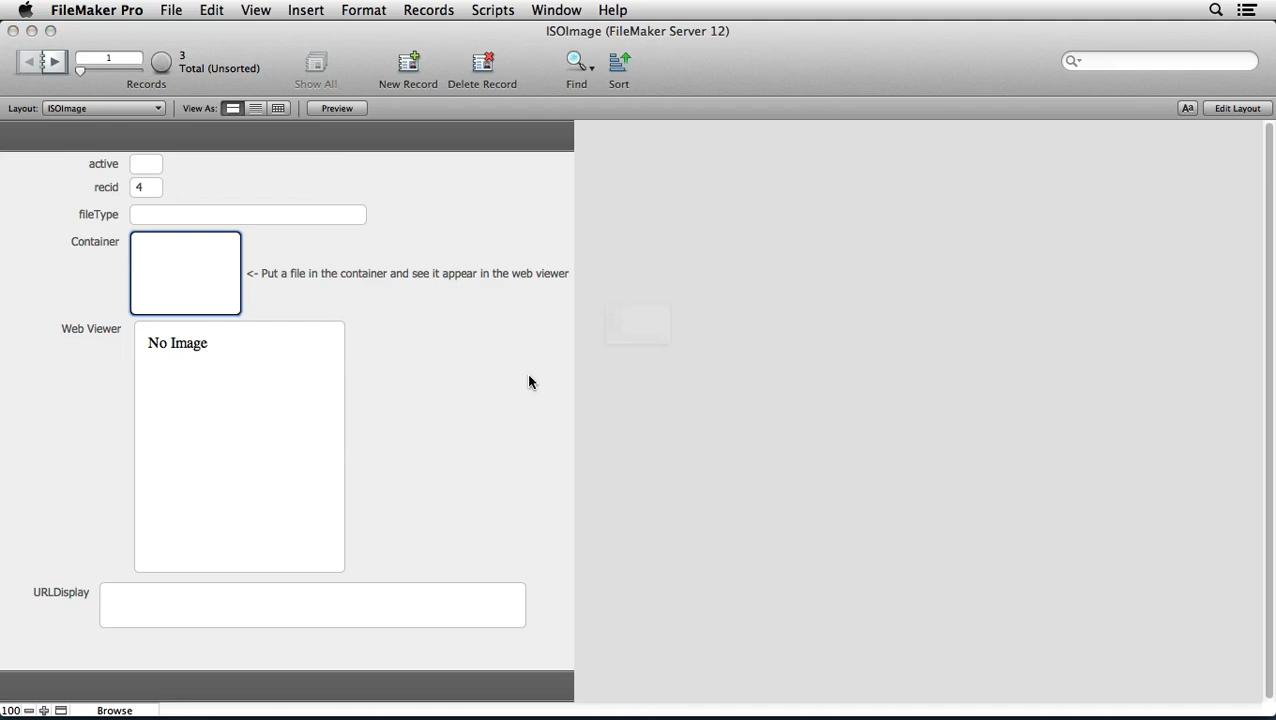 FileMaker Pro File Edit View Insert Format Records Scripts Window Help
ISOImage (FileMaker Server 12)
1
3
Total (Unsorted)
Records
Show All
New Record
Delete Record
Find
Sort
Layout: ISOImage
View As:
Preview
Aa
Edit Layout
active
recid 4
fileType
Container
<- Put a file in the container and see it appear in the web viewer
Web Viewer
No Image
URLDisplay
100
Browse